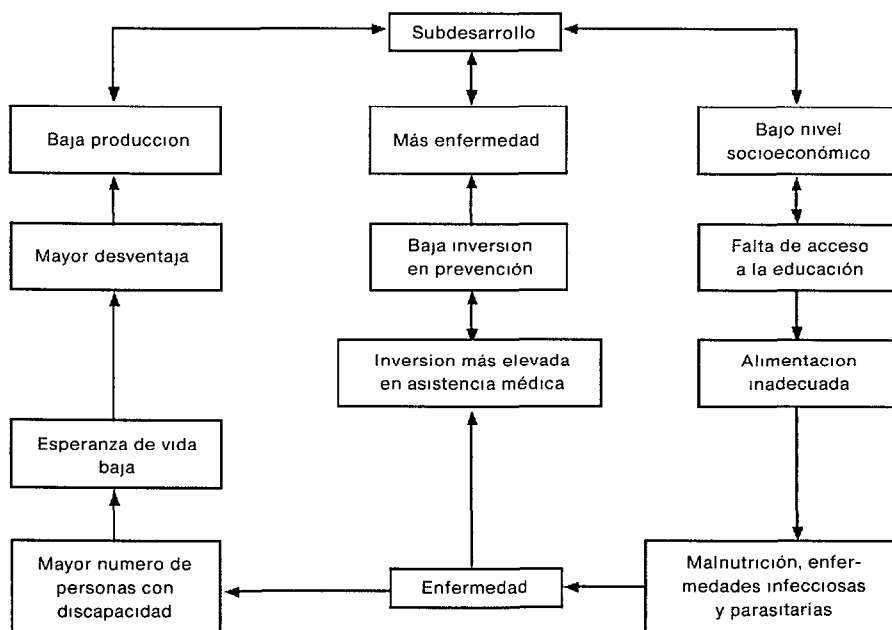 Subdesarrollo
Baja produccion
Más enfermedad
Bajo nivel
socioeconómico
Mayor desventaja
Baja inversion
en prevención
Falta de acceso
a la educación
Inversion más elevada
en asistencia médica
Alimentacion
inadecuada
Esperanza de vida
baja
Mayor numero de
personas con
discapacidad
Enfermedad
Malnutrición, enfer-
medades infecciosas
y parasitarias